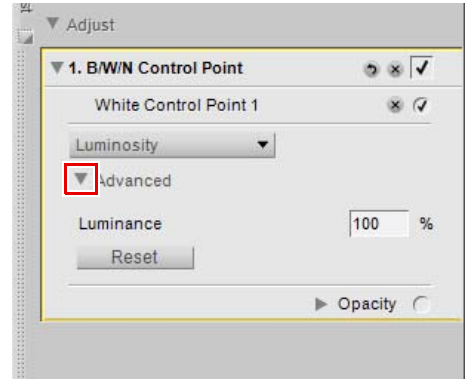 Adjust
1. B/W/N Control Point
White Control Point 1
Luminosity
Advanced
Luminance 100 %
Reset
Opacity